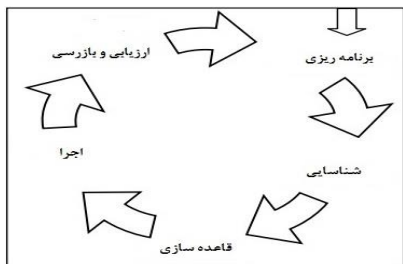 برنامه ریزی
ارزیابی و بازرسی
شناسایی
اجرا
قاعده سازی